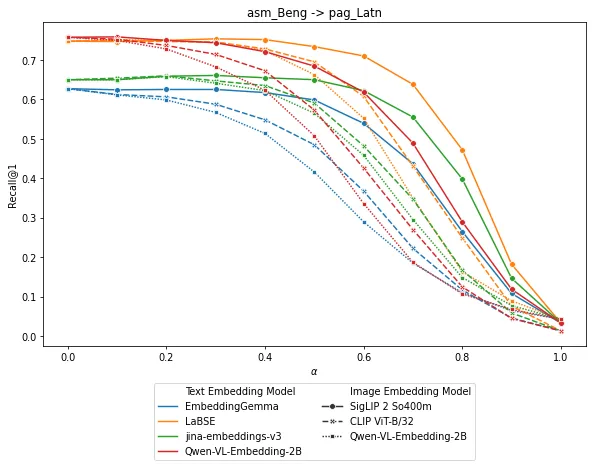 asm_Beng -> pag_Latn
Recall@1
0.7
0.6
0.5
0.4
0.3
0.2
0.1
0.0
0.0
0.2
0.4
0.6
0.8
1.0
α
Text Embedding Model
EmbeddingGemma
LaBSE
jina-embeddings-v3
Qwen-VL-Embedding-2B
Image Embedding Model
SigLIP 2 So400m
CLIP ViT-B/32
Qwen-VL-Embedding-2B